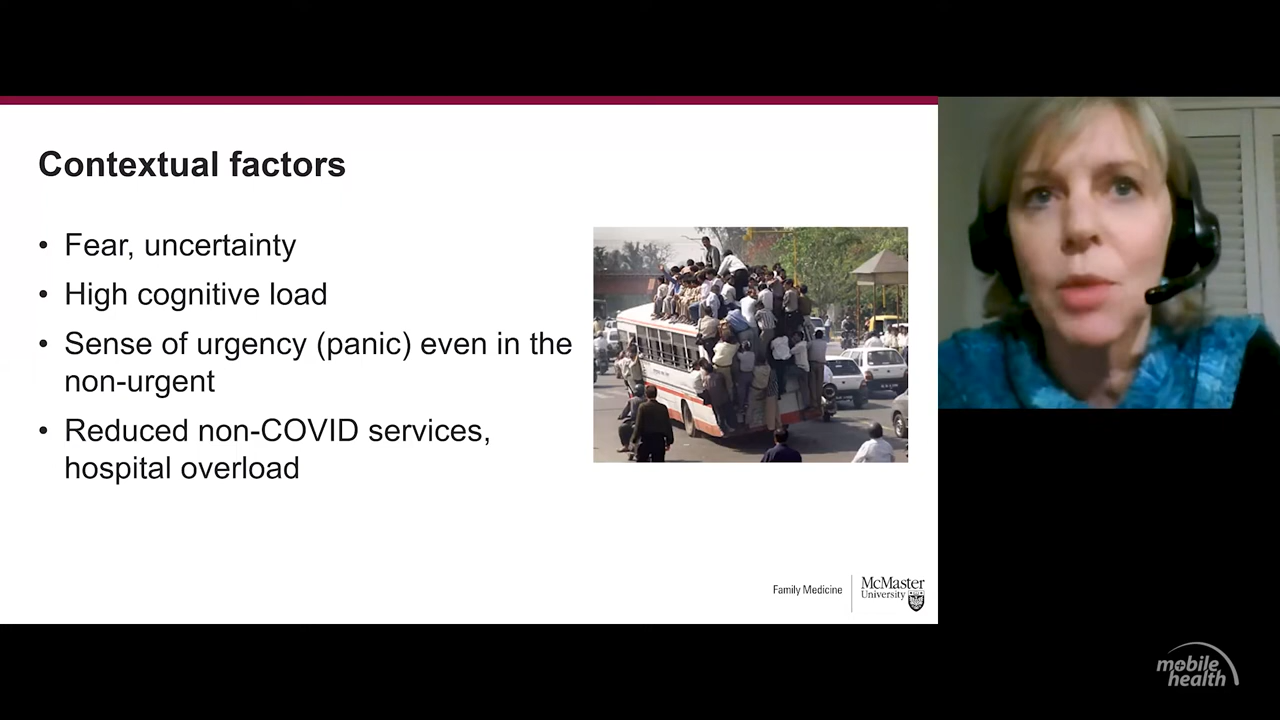 Contextual factors
• Fear, uncertainty
• High cognitive load
• Sense of urgency (panic) even in the
non-urgent
• Reduced non-COVID services,
hospital overload
Family Medicine
McMaster
University
mobile
health